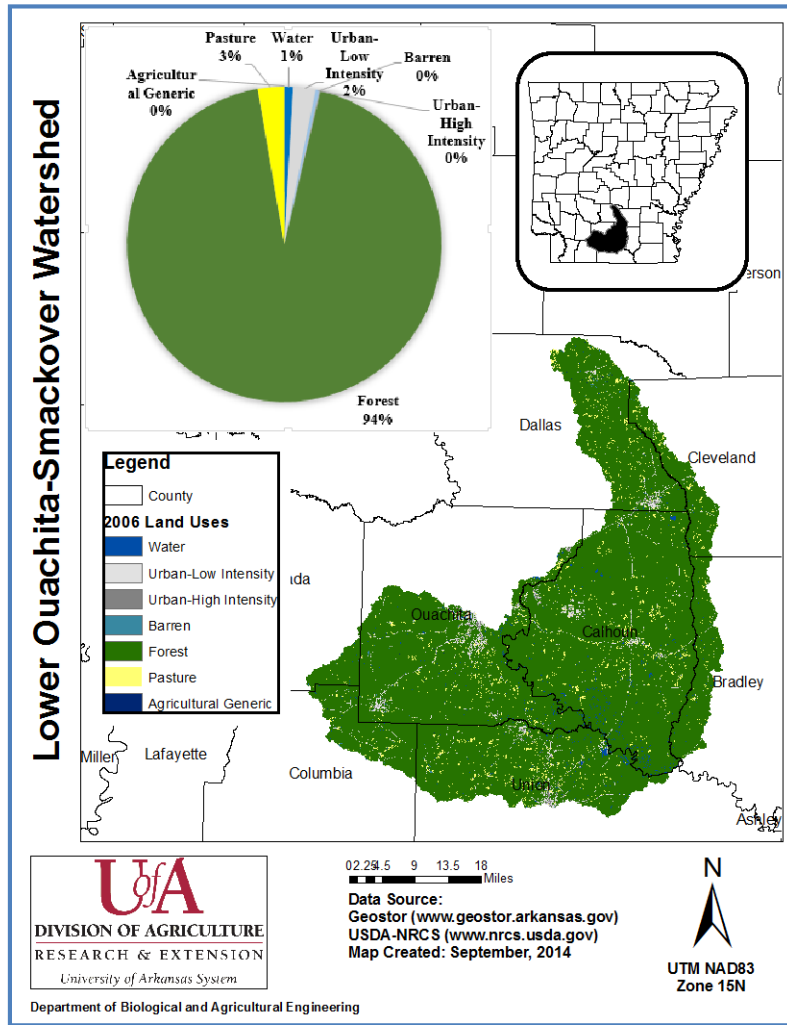 Lower Ouachita-Smackover Watershed
Pasture
3%
Water
1%
Urban-
Low
Intensity
2%
Barren
0%
Agricultur
al Generic
0%
Urban-
High
Intensity
0%
Forest
94%
erson
Dallas
Cleveland
Legend
County
2006 Land Uses
Water
Urban-Low Intensity
Urban-High Intensity
Barren
Forest
Pasture
Agricultural Generic
ada
Ouachita
Calhoun
Bradley
Miller
Lafayette
Columbia
Union
Ashley
UofA
DIVISION OF AGRICULTURE
RESEARCH & EXTENSION
University of Arkansas System
0 2.25 4.5 9 13.5 18
Miles
Data Source:
Geostor (www.geostor.arkansas.gov)
USDA-NRCS (www.nrcs.usda.gov)
Map Created: September, 2014
N
UTM NAD83
Zone 15N
Department of Biological and Agricultural Engineering